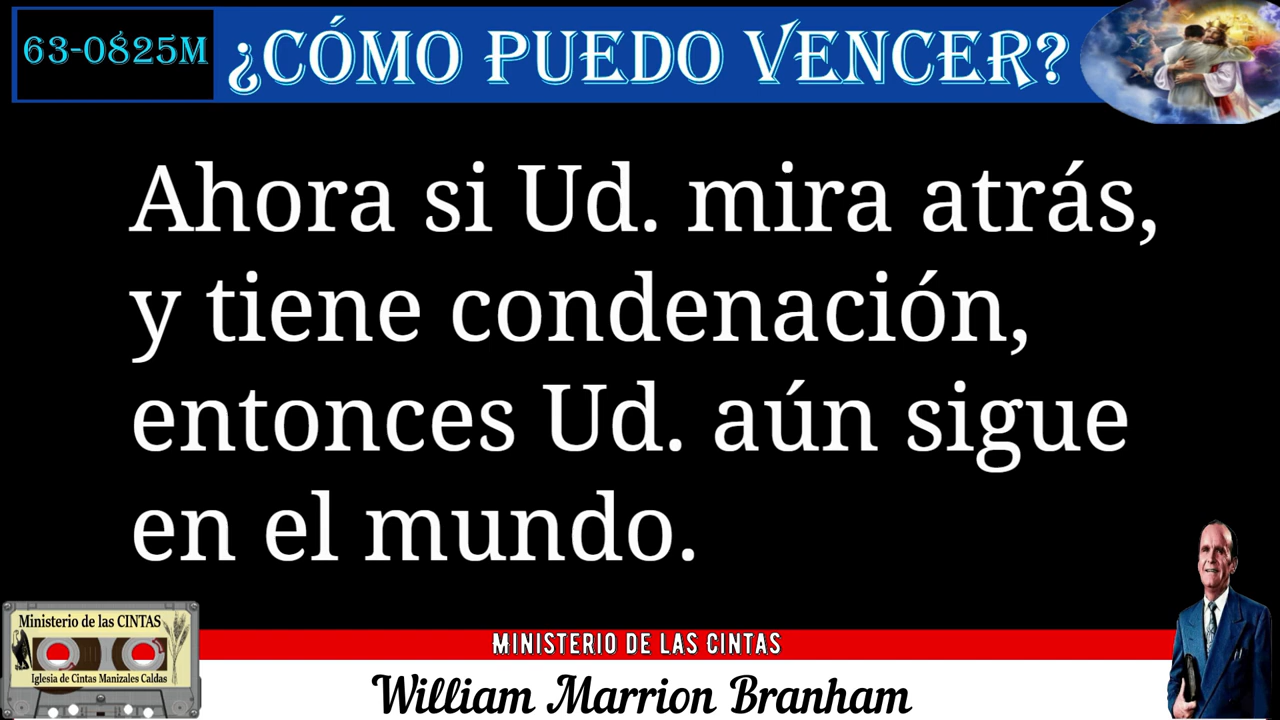 63-0825M
¿CÓMO PUEDO VENCER?
Ahora si Ud. mira atrás,
y tiene condenación,
entonces Ud. aún sigue
en el mundo.
Ministerio de las CINTAS
Iglesia de Cintas Manizales Caldas
MINISTERIO DE LAS CINTAS
William Marrion Branham